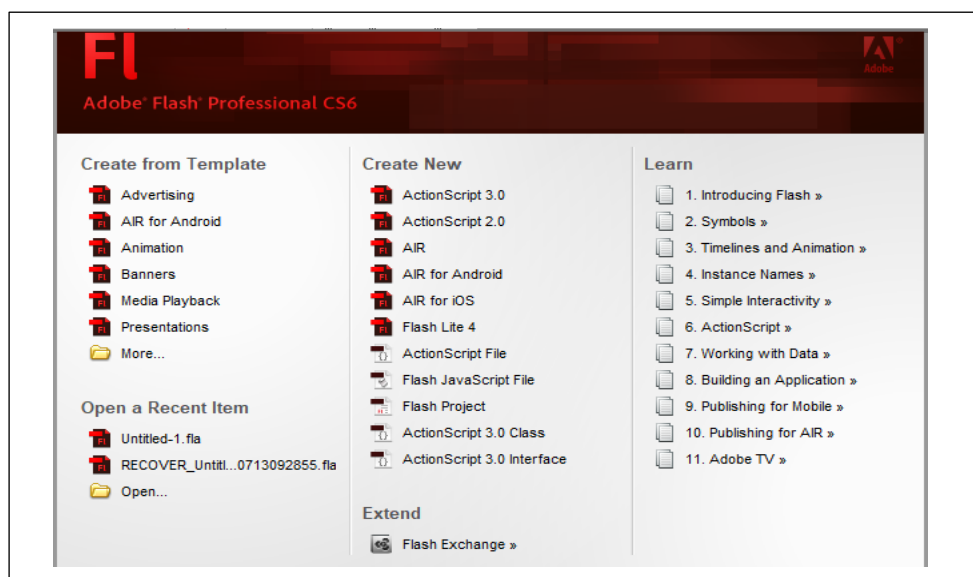 Fl
Adobe
Adobe® Flash® Professional CS6
Create from Template
Advertising
AIR for Android
Animation
Banners
Media Playback
Presentations
More...
Open a Recent Item
Untitled-1.fla
RECOVER_Untitl...0713092855.fla
Open...
Create New
ActionScript 3.0
ActionScript 2.0
AIR
AIR for Android
AIR for iOS
Flash Lite 4
ActionScript File
Flash JavaScript File
Flash Project
ActionScript 3.0 Class
ActionScript 3.0 Interface
Extend
Flash Exchange »
Learn
1. Introducing Flash »
2. Symbols »
3. Timelines and Animation »
4. Instance Names »
5. Simple Interactivity »
6. ActionScript »
7. Working with Data »
8. Building an Application »
9. Publishing for Mobile »
10. Publishing for AIR »
11. Adobe TV »